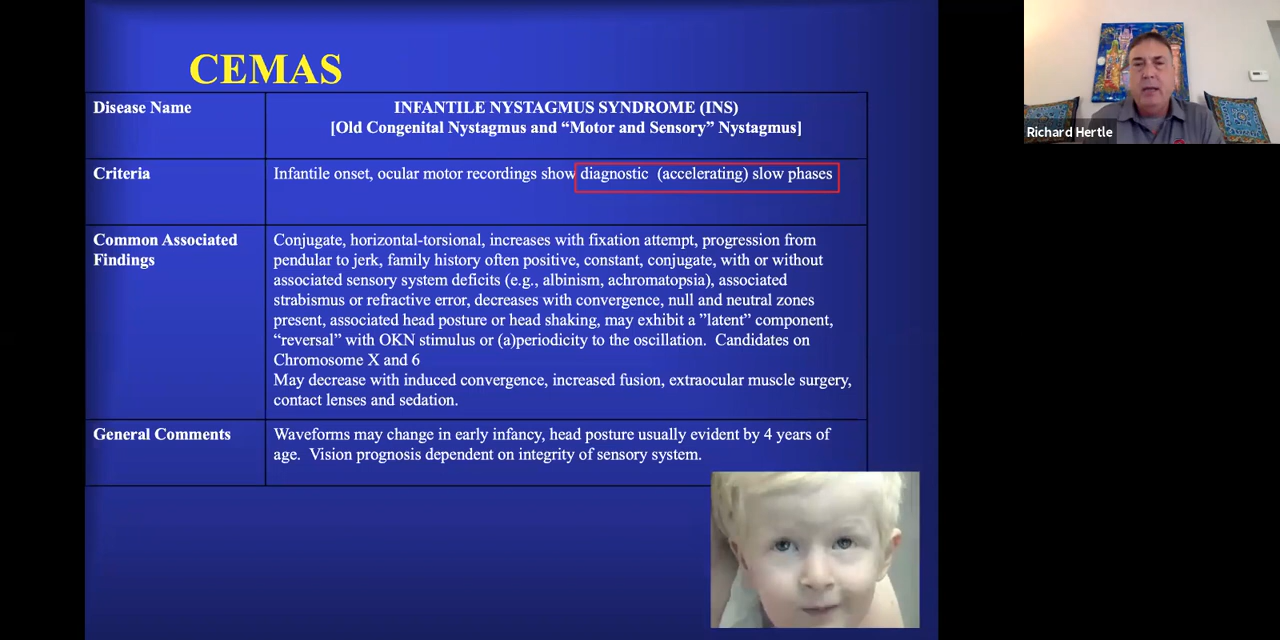 CEMAS
Disease Name
INFANTILE NYSTAGMUS SYNDROME (INS)
[Old Congenital Nystagmus and “Motor and Sensory” Nystagmus]
Criteria
Infantile onset, ocular motor recordings show diagnostic (accelerating) slow phases
Common Associated
Findings
Conjugate, horizontal-torsional, increases with fixation attempt, progression from
pendular to jerk, family history often positive, constant, conjugate, with or without
associated sensory system deficits (e.g., albinism, achromatopsia), associated
strabismus or refractive error, decreases with convergence, null and neutral zones
present, associated head posture or head shaking, may exhibit a ”latent” component,
“reversal” with OKN stimulus or (a)periodicity to the oscillation. Candidates on
Chromosome X and 6
May decrease with induced convergence, increased fusion, extraocular muscle surgery,
contact lenses and sedation.
General Comments
Waveforms may change in early infancy, head posture usually evident by 4 years of
age. Vision prognosis dependent on integrity of sensory system.
Richard Hertle